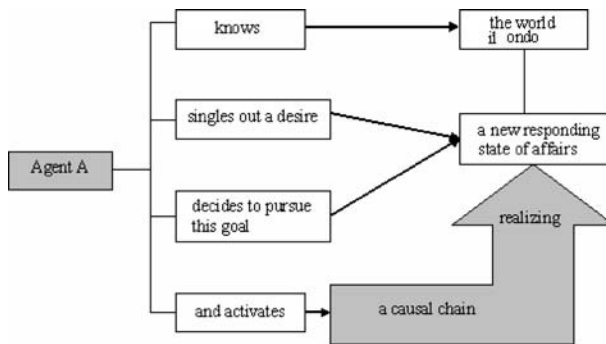 knows
the world
il ondo
singles out a desire
a new responding
state of affairs
Agent A
decides to pursue
this goal
realizing
and activates
a causal chain